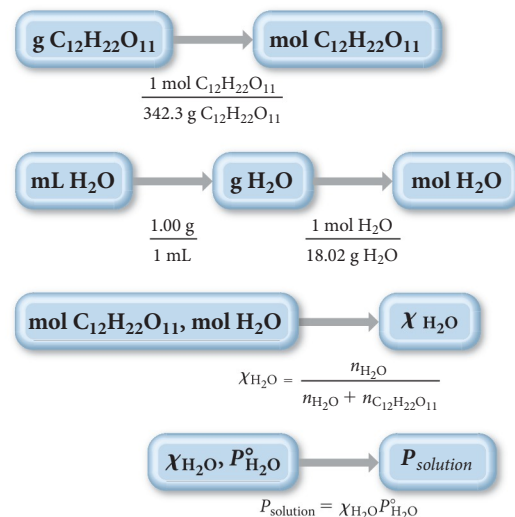 g C₁₂H₂₂O₁₁ mol C₁₂H₂₂O₁₁
1 mol C₁₂H₂₂O₁₁
342.3 g C₁₂H₂₂O₁₁
mL H₂O g H₂O mol H₂O
1.00 g 1 mol H₂O
1 mL 18.02 g H₂O
mol C₁₂H₂₂O₁₁, mol H₂O χ H₂O
χH₂O = nH₂O
nH₂O + nC₁₂H₂₂O₁₁
χH₂O, P°H₂O Psolution
Psolution = χH₂OP°H₂O